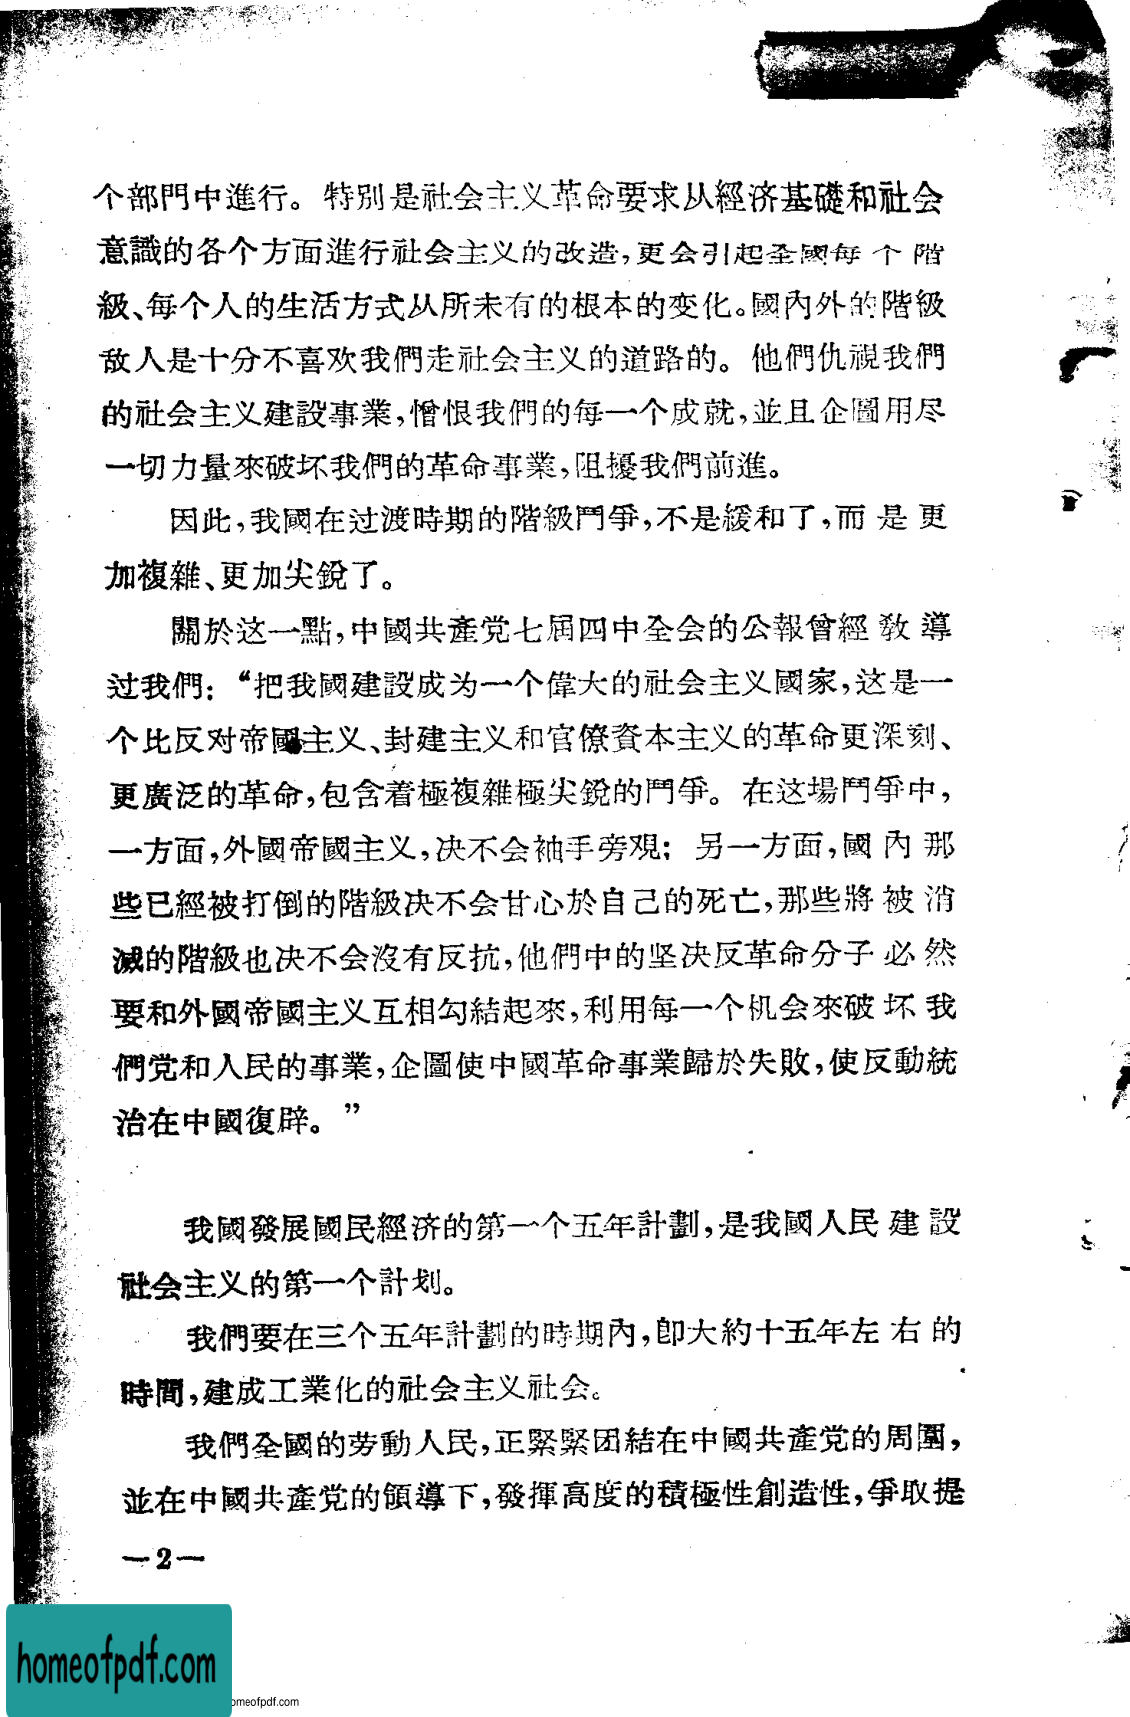 个部門中進行。特別是社会主义革命要求从經济基礎和社会
意識的各个方面進行社会主义的改造,更会引起全國每个階
級、每个人的生活方式从所未有的根本的变化。國內外的階級
敌人是十分不喜欢我們走社会主义的道路的。他們仇視我們
的社会主义建設事業,憎恨我們的每一个成就,並且企圖用尽
一切力量來破坏我們的革命事業,阻擾我們前進。
因此,我國在过渡時期的階級鬥爭,不是緩和了,而是更
加複雜、更加尖銳了。
關於这一點,中國共產党七屆四中全会的公報曾經教導
过我們:“把我國建設成为一个偉大的社会主义國家,这是一
个比反对帝國主义、封建主义和官僚資本主义的革命更深刻、
更廣泛的革命,包含着極複雜極尖銳的鬥爭。在这場鬥爭中,
一方面,外國帝國主义,决不会袖手旁观;另一方面,國內那
些已經被打倒的階級决不会甘心於自己的死亡,那些將被消
滅的階級也决不会沒有反抗,他們中的坚决反革命分子必然
要和外國帝國主义互相勾結起來,利用每一个机会來破坏我
們党和人民的事業,企圖使中國革命事業歸於失敗,使反動統
治在中國復辟。”
我國發展國民經济的第一个五年計劃,是我國人民建設
社会主义的第一个計划。
我們要在三个五年計劃的時期內,卽大約十五年左右的
時間,建成工業化的社会主义社会。
我們全國的劳動人民,正緊緊团結在中國共產党的周圍,
並在中國共產党的領導下,發揮高度的積極性創造性,爭取提
—2—
homeofpdf.com
omeofpdf.com